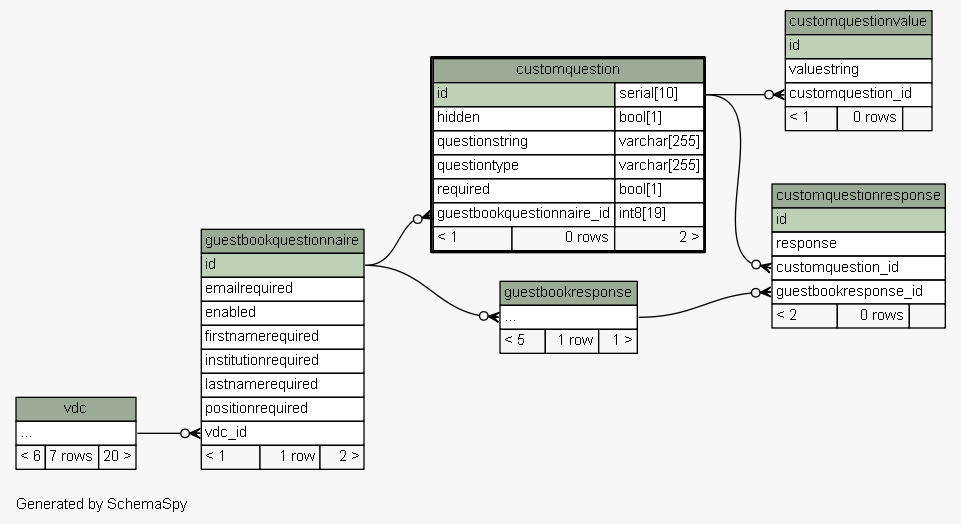 customquestionvalue
id
valuestring
customquestion_id
< 1 0 rows
customquestion
id serial[10]
hidden bool[1]
questionstring varchar[255]
questiontype varchar[255]
required bool[1]
guestbookquestionnaire_id int8[19]
< 1 0 rows 2 >
customquestionresponse
id
response
customquestion_id
guestbookresponse_id
< 2 0 rows
guestbookquestionnaire
id
emailrequired
enabled
firstnamerequired
institutionrequired
lastnamerequired
positionrequired
vdc_id
< 1 1 row 2 >
guestbookresponse
...
< 5 1 row 1 >
vdc
...
< 6 7 rows 20 >
Generated by SchemaSpy